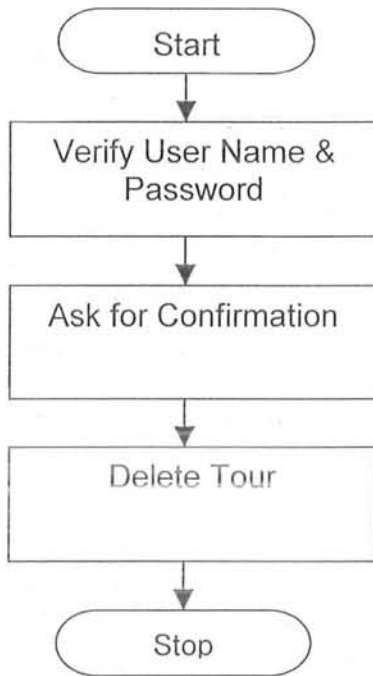 Start
Verify User Name &
Password
Ask for Confirmation
Delete Tour
Stop